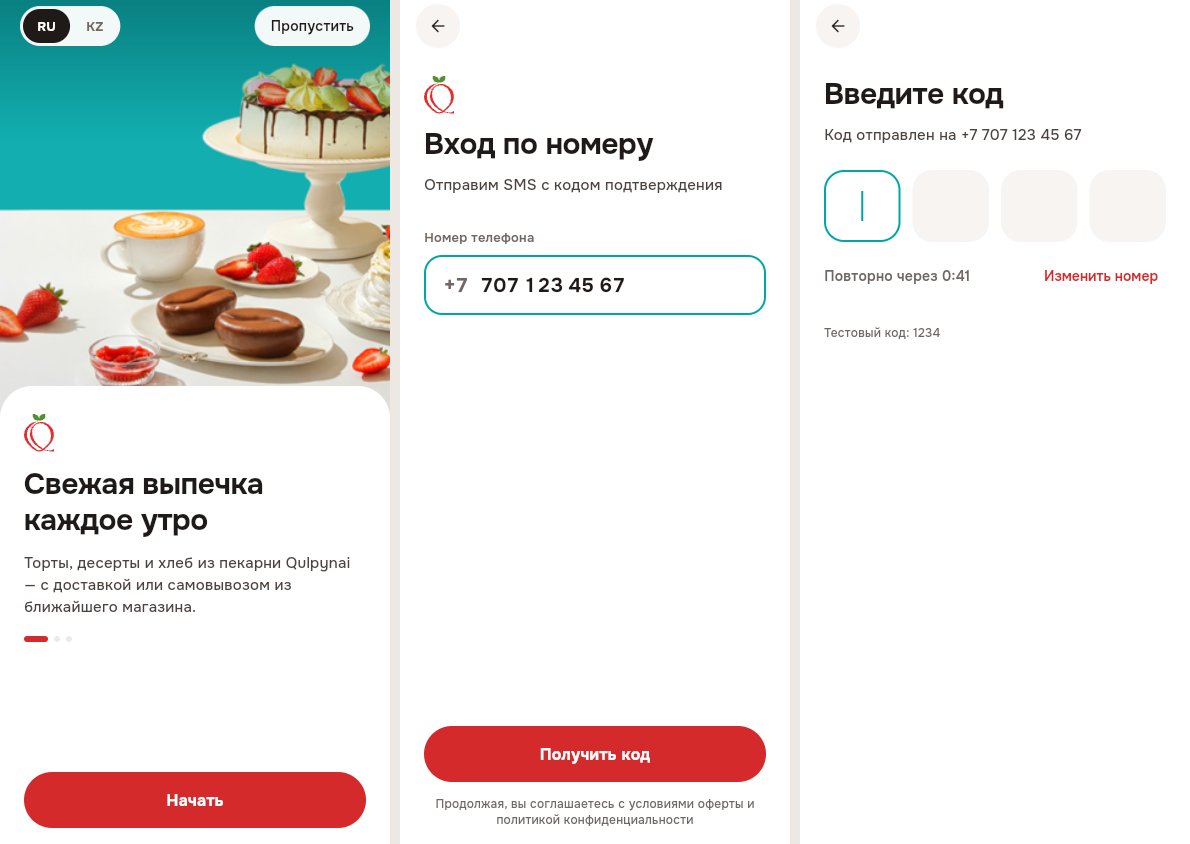 RU
KZ
Пропустить
Свежая выпечка
каждое утро
Торты, десерты и хлеб из пекарни Qulpynai
— с доставкой или самовывозом из
ближайшего магазина.
Начать
Вход по номеру
Отправим SMS с кодом подтверждения
Номер телефона
+7 707 123 45 67
Получить код
Продолжая, вы соглашаетесь с условиями оферты и
политикой конфиденциальности
Введите код
Код отправлен на +7 707 123 45 67
Повторно через 0:41
Изменить номер
Тестовый код: 1234